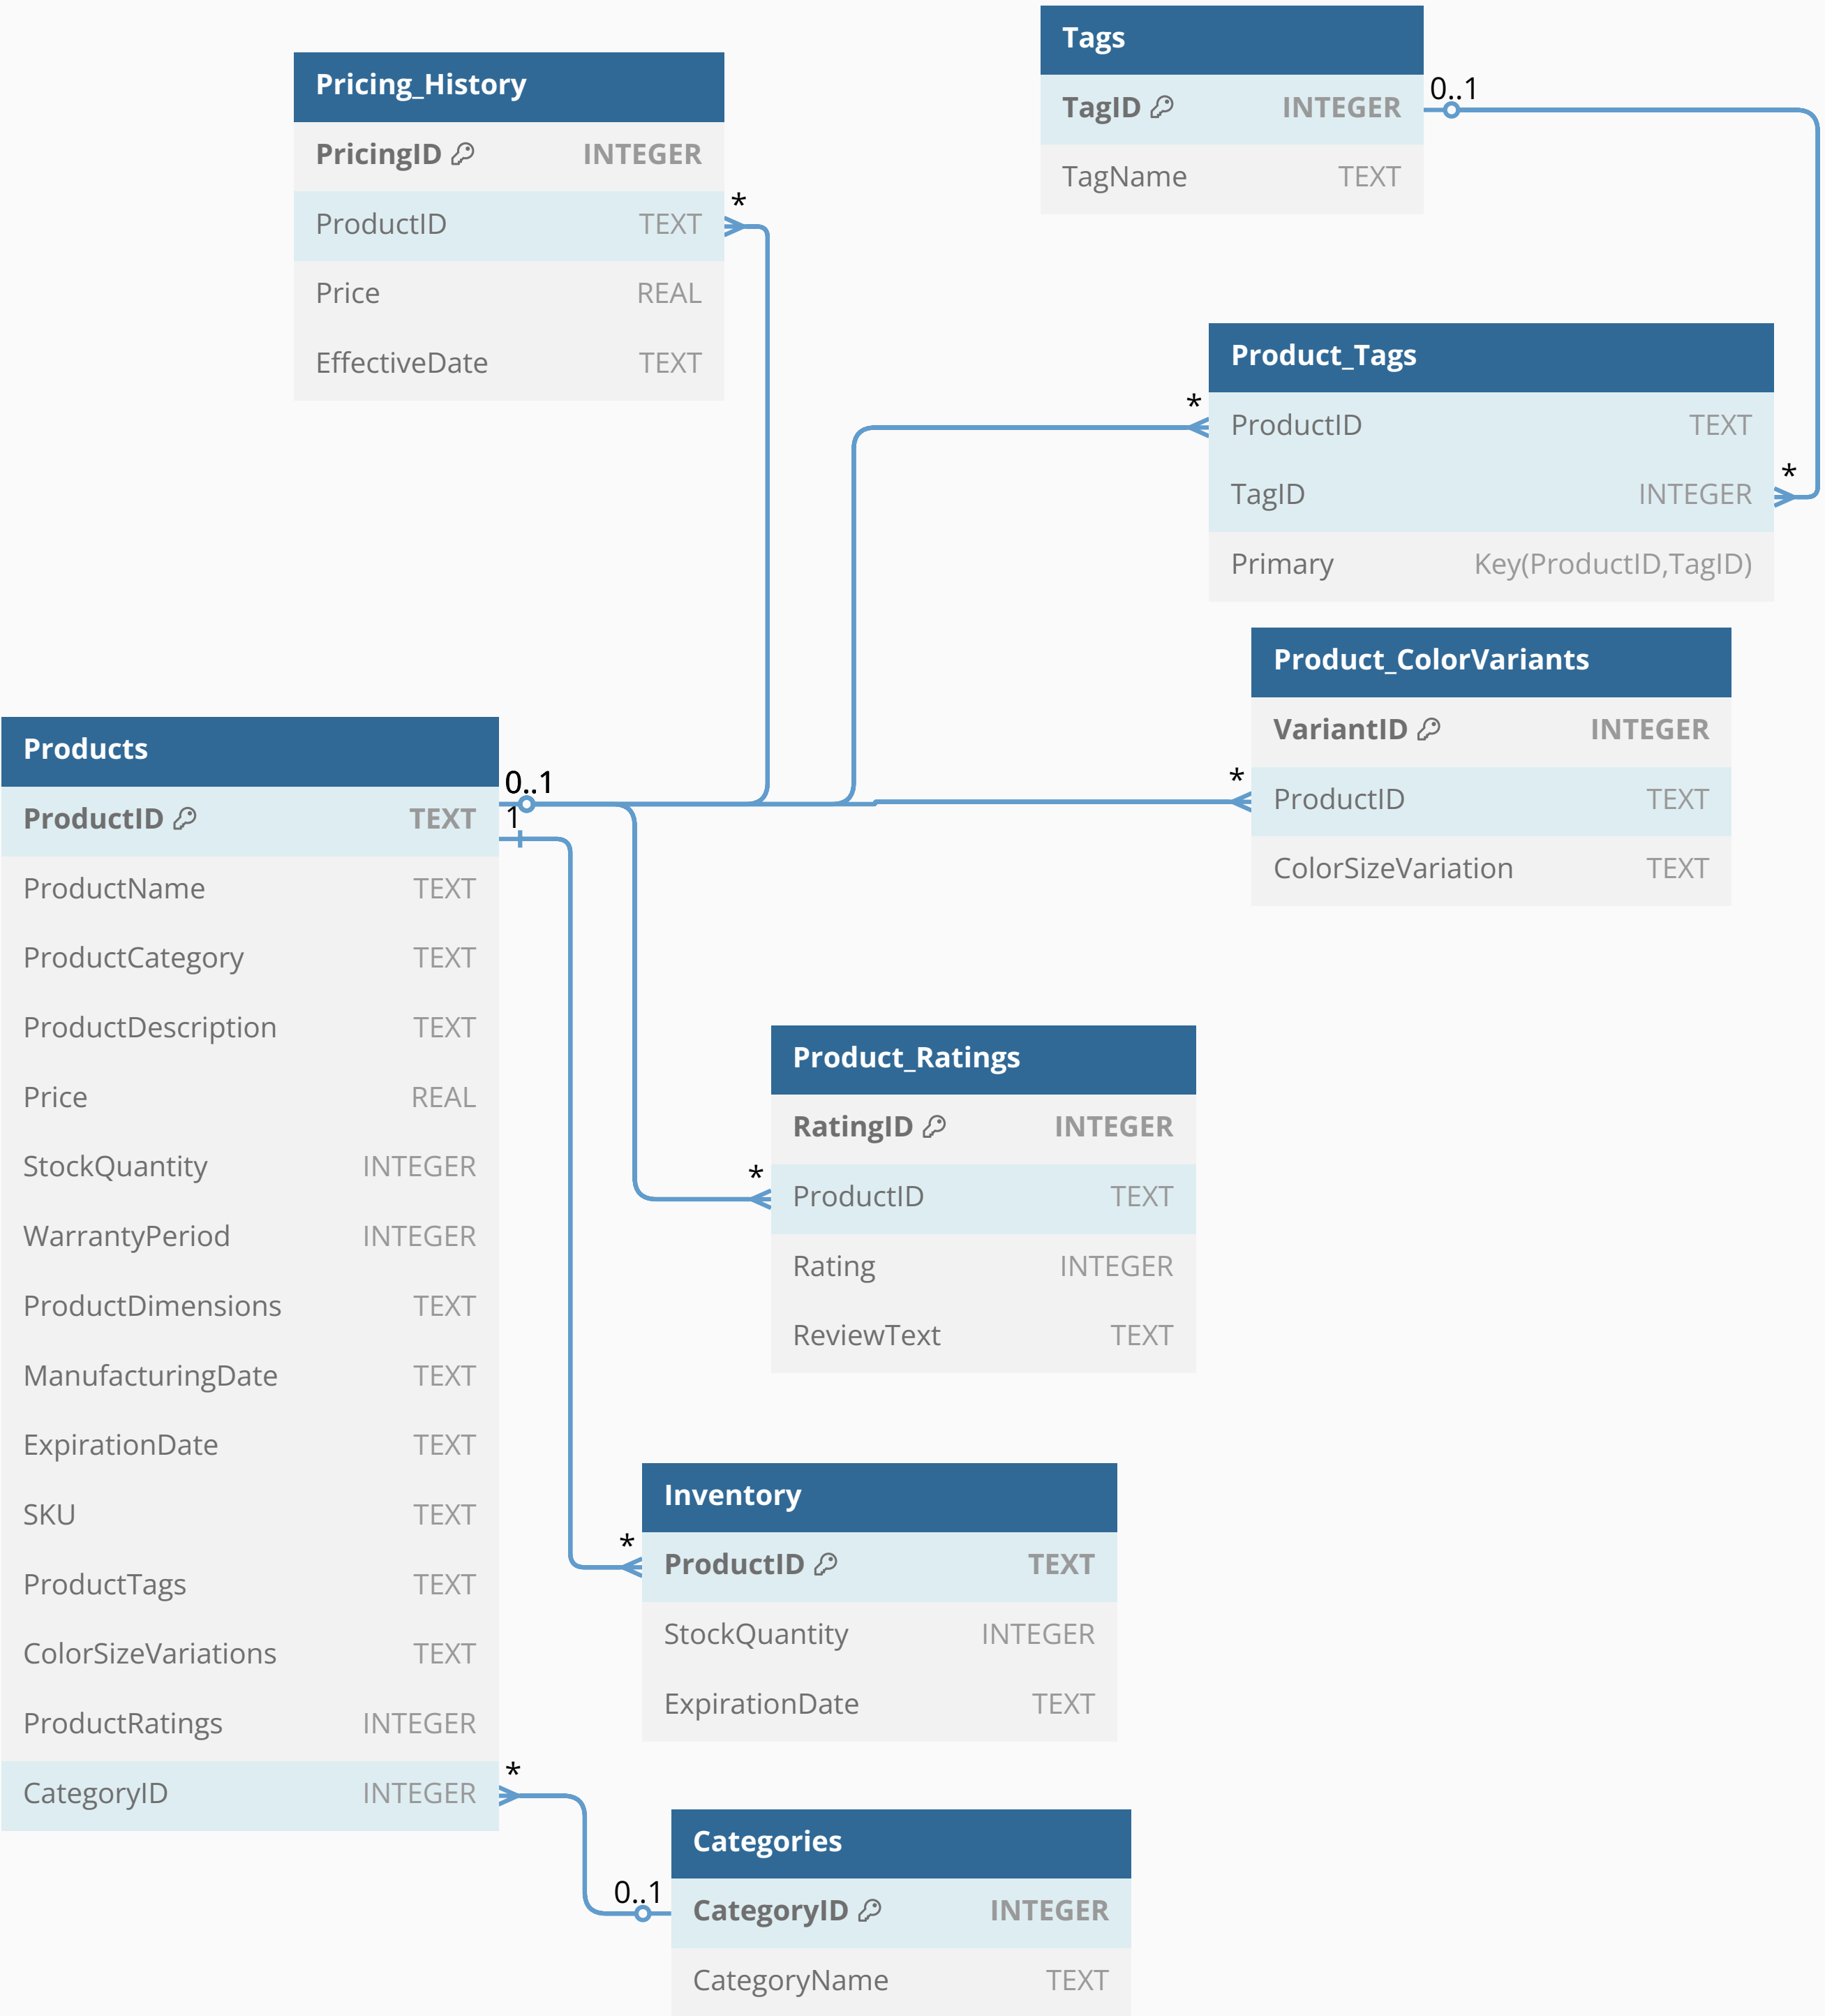 Pricing_History
PricingID INTEGER
ProductID TEXT
Price REAL
EffectiveDate TEXT
*
Tags
TagID INTEGER
TagName TEXT
0..1
Product_Tags
ProductID TEXT
TagID INTEGER
Primary Key(ProductID,TagID)
*
*
Product_ColorVariants
VariantID INTEGER
ProductID TEXT
ColorSizeVariation TEXT
*
Products
ProductID TEXT
ProductName TEXT
ProductCategory TEXT
ProductDescription TEXT
Price REAL
StockQuantity INTEGER
WarrantyPeriod INTEGER
ProductDimensions TEXT
ManufacturingDate TEXT
ExpirationDate TEXT
SKU TEXT
ProductTags TEXT
ColorSizeVariations TEXT
ProductRatings INTEGER
CategoryID INTEGER
0..1
1
*
Product_Ratings
RatingID INTEGER
ProductID TEXT
Rating INTEGER
ReviewText TEXT
*
Inventory
ProductID TEXT
StockQuantity INTEGER
ExpirationDate TEXT
*
Categories
CategoryID INTEGER
CategoryName TEXT
0..1